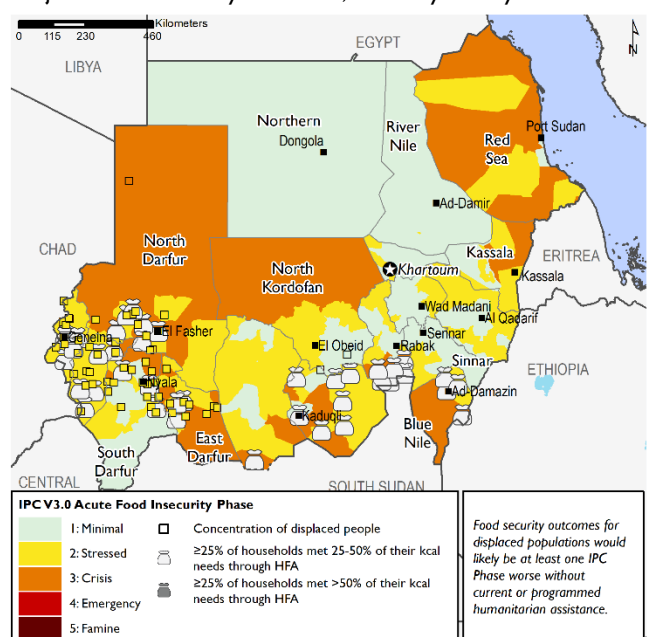 Kilometers
0 115 230 460
N
EGYPT
LIBYA
Northern
Dongola
River
Nile
Port Sudan
Red
Sea
Ad-Damir
CHAD
North
Darfur
North
Kordofan
Kassala
Khartoum
ERITREA
Kassala
Wad Madani
Al Qadarif
Geneina
El Fasher
El Obeid
Sennar
Rabak
Sinnar
Nyala
Ad-Damazin
ETHIOPIA
Kadugli
Blue
Nile
East
Darfur
South
Darfur
CENTRAL
SOUTH SUDAN
IPC V3.0 Acute Food Insecurity Phase
1: Minimal
2: Stressed
3: Crisis
4: Emergency
5: Famine
Concentration of displaced people
≥25% of households met 25-50% of their kcal
needs through HFA
≥25% of households met >50% of their kcal
needs through HFA
Food security outcomes for
displaced populations would
likely be at least one IPC
Phase worse without
current or programmed
humanitarian assistance.